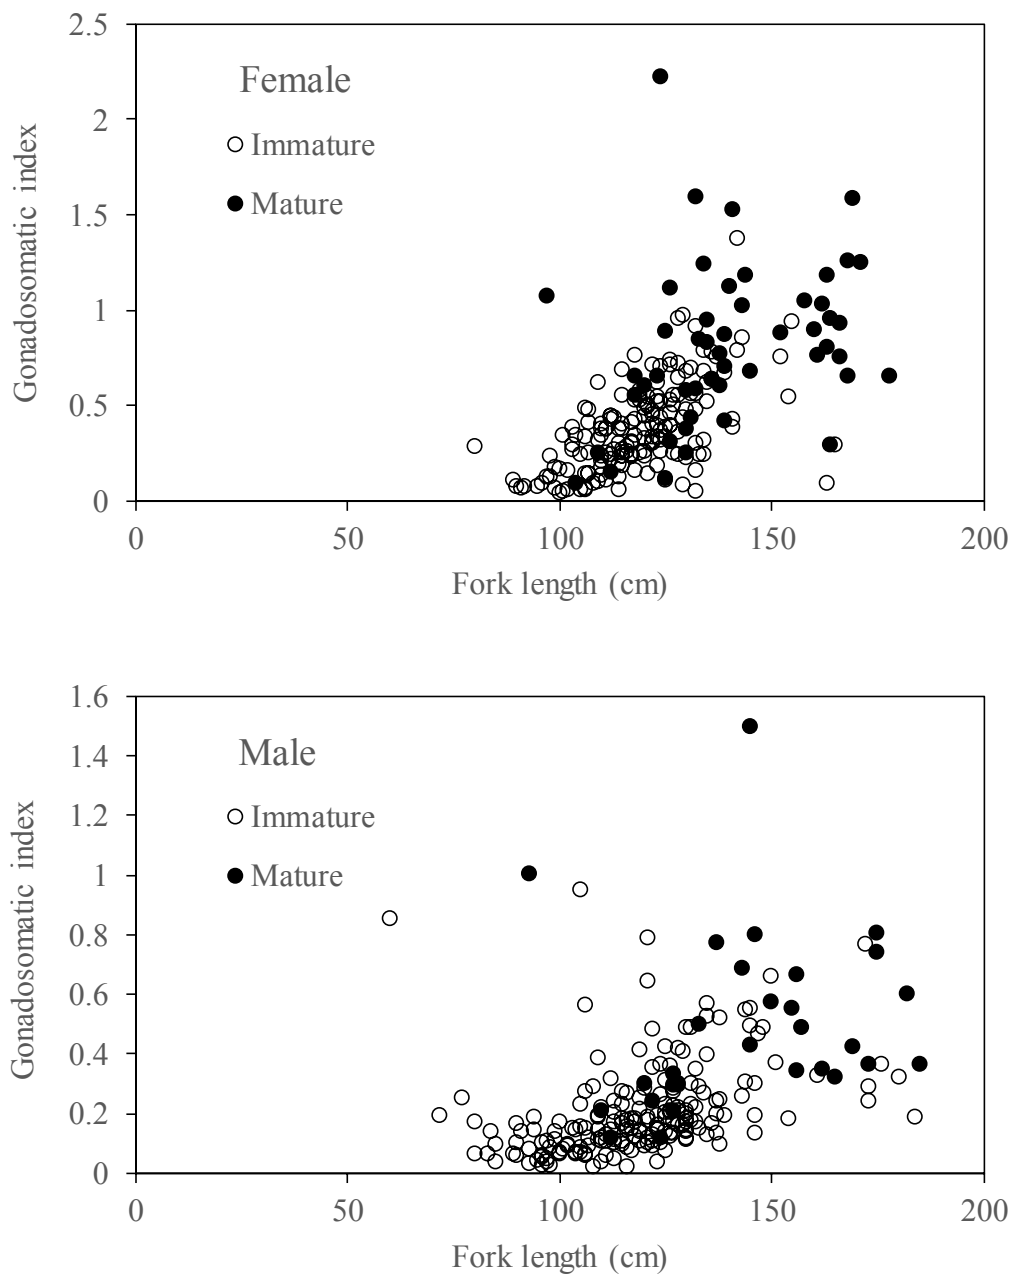 2.5
Female
2
Immature
Mature
1.5
1
0.5
0
0 50 100 150 200
Gonadosomatic index
Fork length (cm)
1.6
Male
1.4
1.2
Immature
1
Mature
0.8
0.6
0.4
0.2
0
0 50 100 150 200
Gonadosomatic index
Fork length (cm)